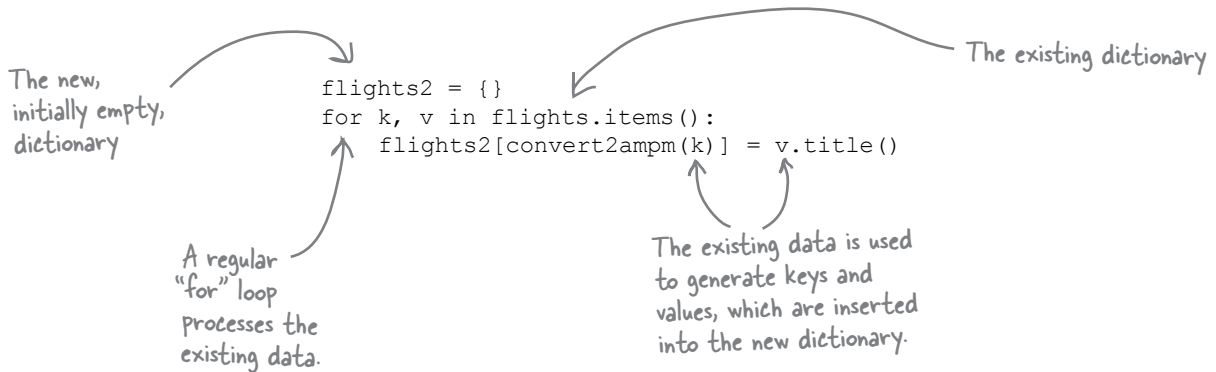 The new,
initially empty,
dictionary
The existing dictionary
flights2 = {}
for k, v in flights.items():
    flights2[convert2ampm(k)] = v.title()
A regular
“for” loop
processes the
existing data.
The existing data is used
to generate keys and
values, which are inserted
into the new dictionary.